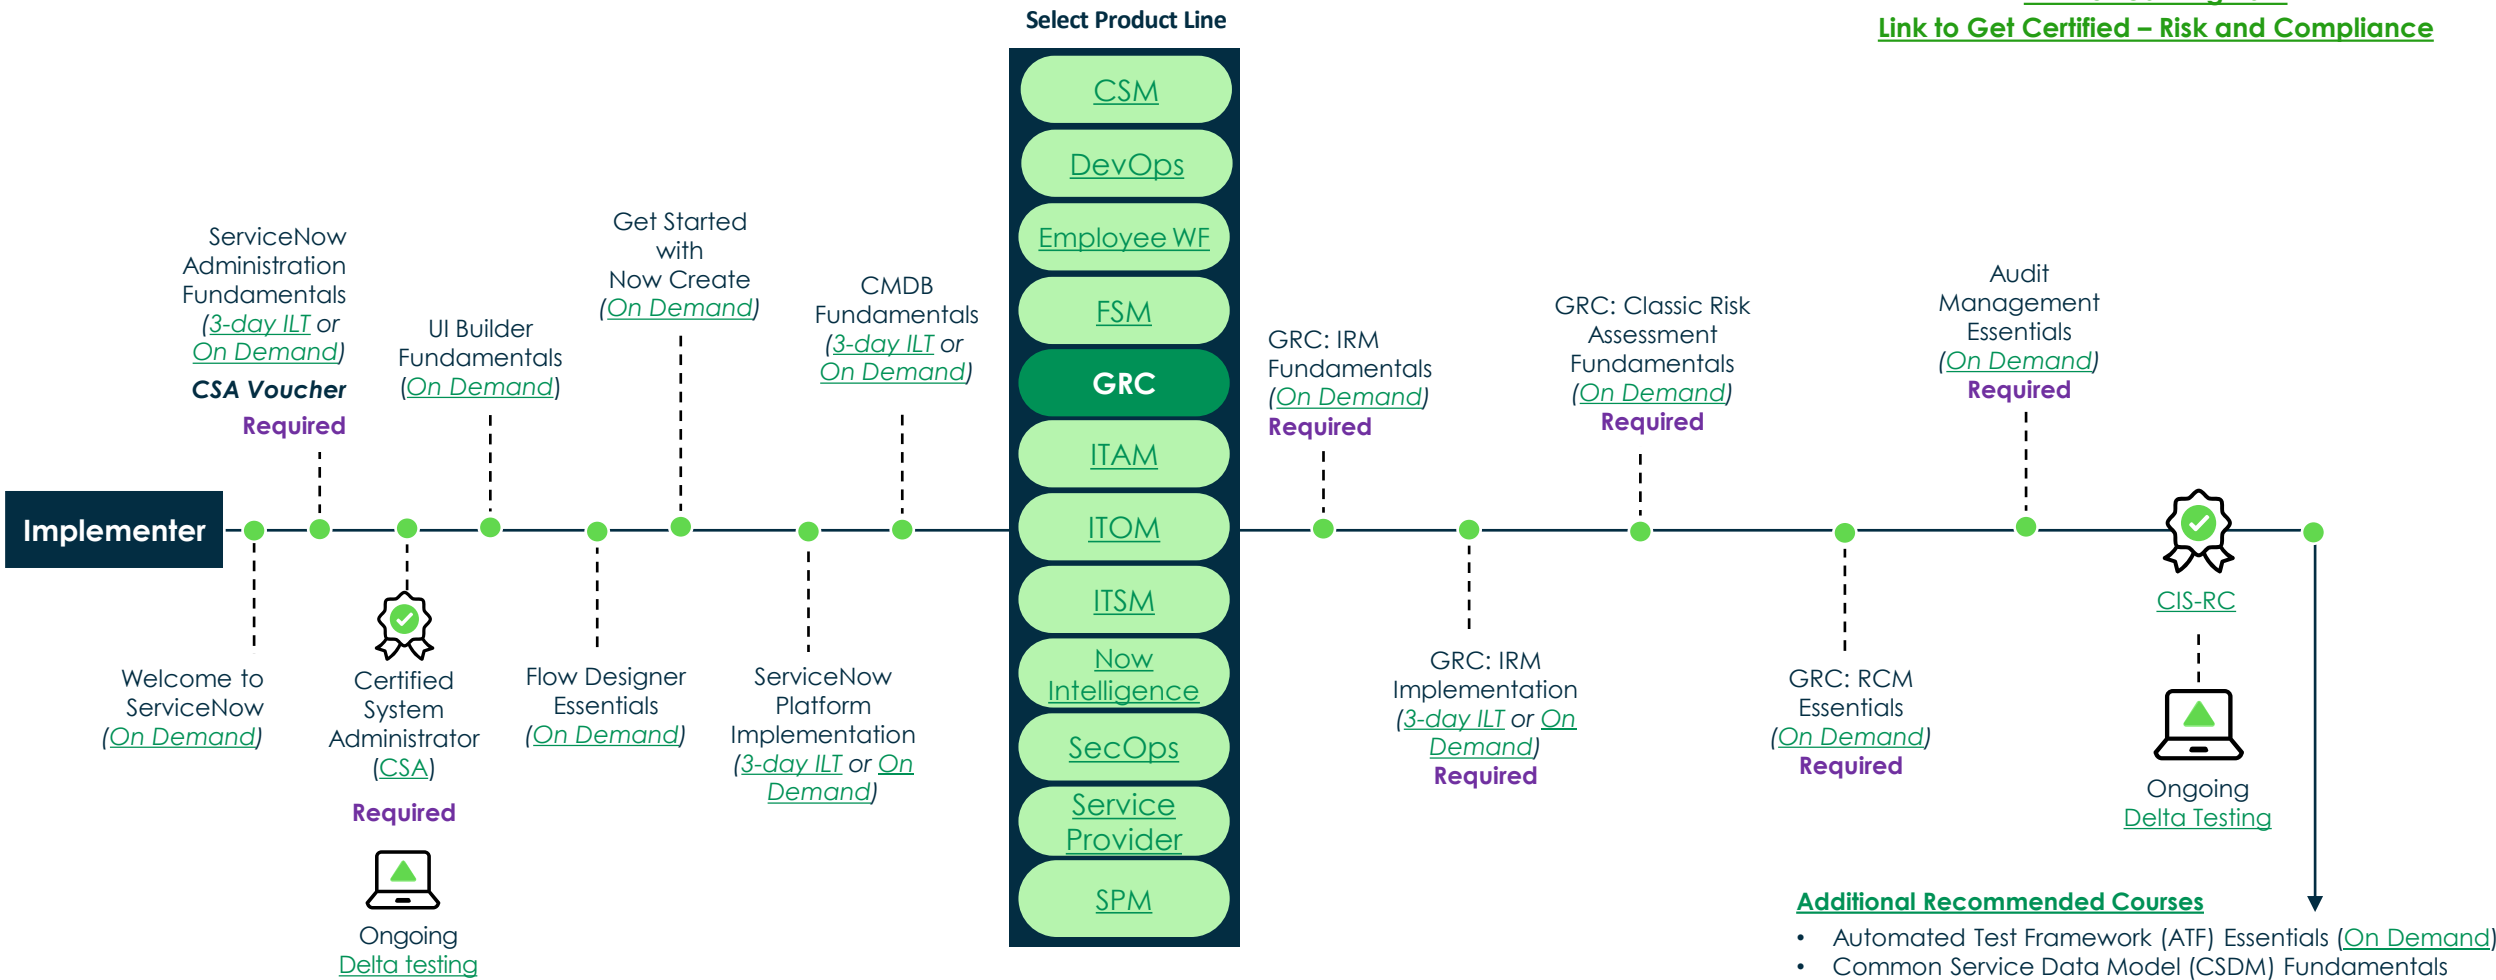 Select Product Line
Link to Get Certified – Risk and Compliance
Implementer
Welcome to
ServiceNow
(On Demand)
ServiceNow
Administration
Fundamentals
(3-day ILT or
On Demand)
CSA Voucher
Required
Certified
System
Administrator
(CSA)
Required
Ongoing
Delta testing
UI Builder
Fundamentals
(On Demand)
Flow Designer
Essentials
(On Demand)
Get Started
with
Now Create
(On Demand)
ServiceNow
Platform
Implementation
(3-day ILT or On
Demand)
CMDB
Fundamentals
(3-day ILT or
On Demand)
CSM
DevOps
Employee WF
FSM
GRC
ITAM
ITOM
ITSM
Now
Intelligence
SecOps
Service
Provider
SPM
GRC: IRM
Fundamentals
(On Demand)
Required
GRC: IRM
Implementation
(3-day ILT or On
Demand)
Required
GRC: Classic Risk
Assessment
Fundamentals
(On Demand)
Required
GRC: RCM
Essentials
(On Demand)
Required
Audit
Management
Essentials
(On Demand)
Required
CIS-RC
Ongoing
Delta Testing
Additional Recommended Courses
• Automated Test Framework (ATF) Essentials (On Demand)
• Common Service Data Model (CSDM) Fundamentals